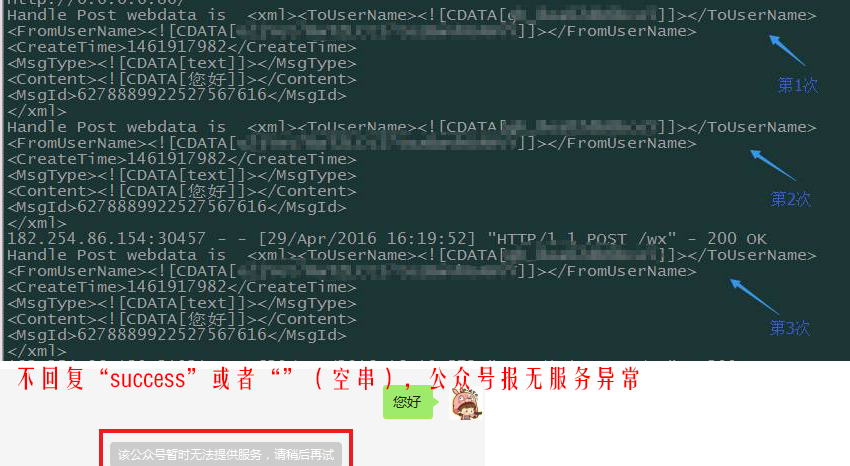 Handle Post webdata is <xml><ToUserName><![CDATA[]]></ToUserName>
<FromUserName><![CDATA[]]></FromUserName>
<CreateTime>1461917982</CreateTime>
<MsgType><![CDATA[text]]></MsgType>
<Content><![CDATA[您好]]></Content>
<MsgId>6278889922527567616</MsgId>
</xml>
第1次
Handle Post webdata is <xml><ToUserName><![CDATA[]]></ToUserName>
<FromUserName><![CDATA[]]></FromUserName>
<CreateTime>1461917982</CreateTime>
<MsgType><![CDATA[text]]></MsgType>
<Content><![CDATA[您好]]></Content>
<MsgId>6278889922527567616</MsgId>
</xml>
第2次
182.254.86.154:30457 - - [29/Apr/2016 16:19:52] "HTTP/1.1 POST /wx" - 200 OK
Handle Post webdata is <xml><ToUserName><![CDATA[]]></ToUserName>
<FromUserName><![CDATA[]]></FromUserName>
<CreateTime>1461917982</CreateTime>
<MsgType><![CDATA[text]]></MsgType>
<Content><![CDATA[您好]]></Content>
<MsgId>6278889922527567616</MsgId>
</xml>
第3次
不回复“success”或者“”（空串），公众号报无服务异常
您好
该公众号暂时无法提供服务，请稍后再试